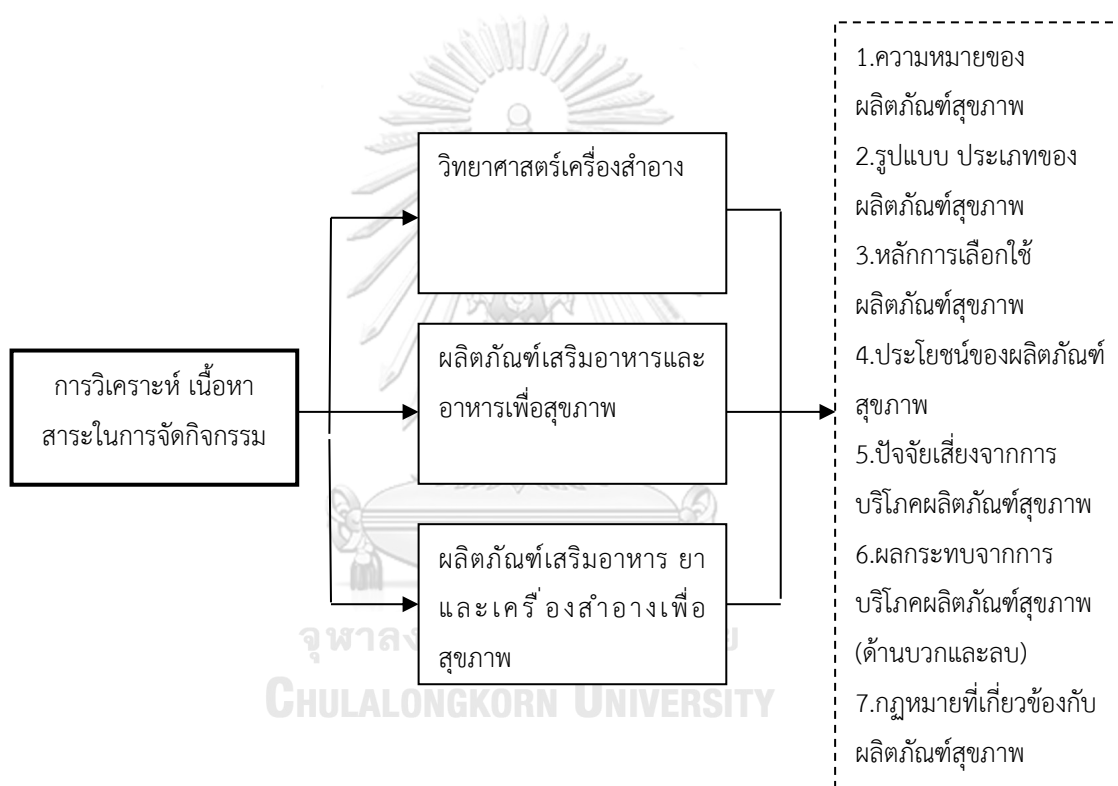 การวิเคราะห์ เนื้อหา
สาระในการจัดกิจกรรม
วิทยาศาสตร์เครื่องสำอาง
ผลิตภัณฑ์เสริมอาหารและ
อาหารเพื่อสุขภาพ
ผลิตภัณฑ์เสริมอาหาร ยา
และเครื่องสำอางเพื่อ
สุขภาพ
1.ความหมายของ
ผลิตภัณฑ์สุขภาพ
2.รูปแบบ ประเภทของ
ผลิตภัณฑ์สุขภาพ
3.หลักการเลือกใช้
ผลิตภัณฑ์สุขภาพ
4.ประโยชน์ของผลิตภัณฑ์
สุขภาพ
5.ปัจจัยเสี่ยงจากการ
บริโภคผลิตภัณฑ์สุขภาพ
6.ผลกระทบจากการ
บริโภคผลิตภัณฑ์สุขภาพ
(ด้านบวกและลบ)
7.กฎหมายที่เกี่ยวข้องกับ
ผลิตภัณฑ์สุขภาพ
CHULALONGKORN UNIVERSITY